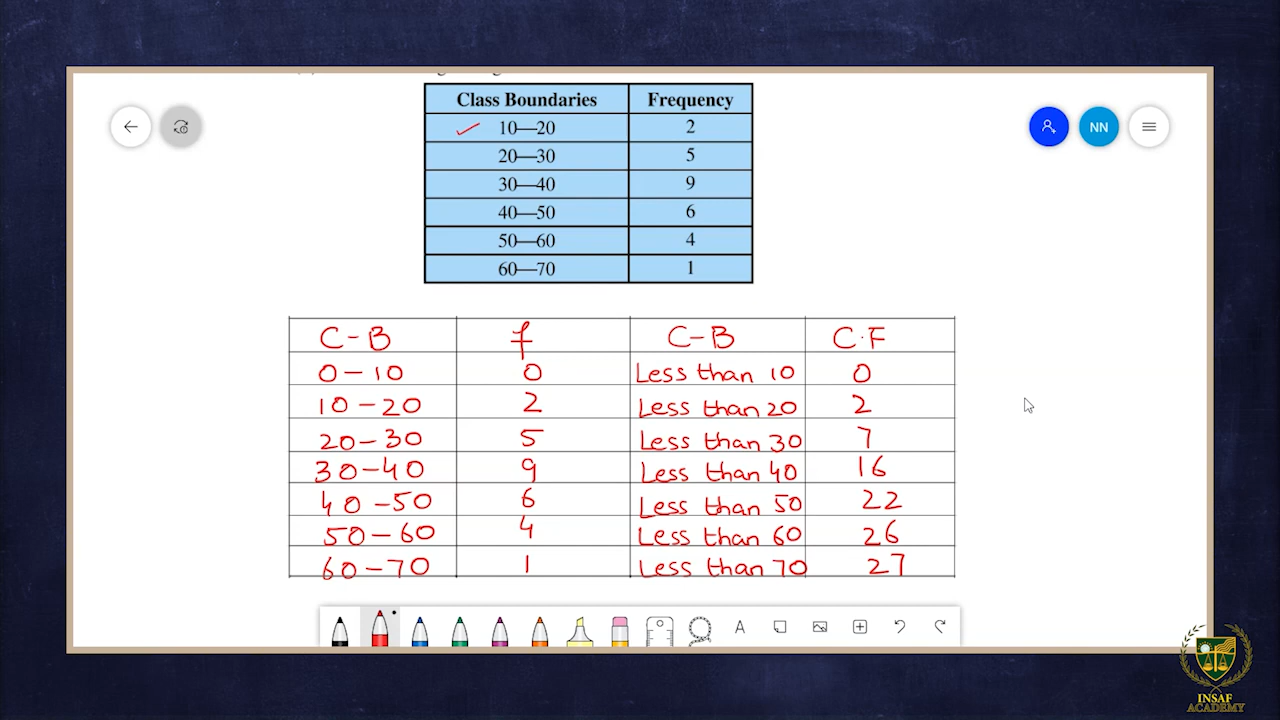 Class Boundaries Frequency
10—20 2
20—30 5
30—40 9
40—50 6
50—60 4
60—70 1
NN
C-B f C-B C.F
0-10 0 Less than 10 0
10-20 2 Less than 20 2
20-30 5 Less than 30 7
30-40 9 Less than 40 16
40-50 6 Less than 50 22
50-60 4 Less than 60 26
60-70 1 Less than 70 27
A
INSAF
ACADEMY